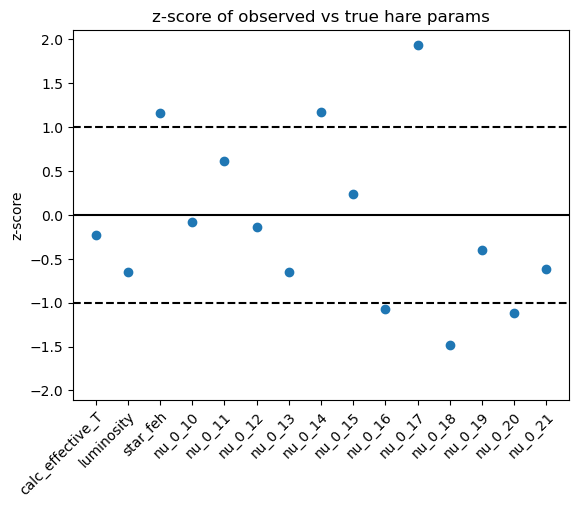 z-score of observed vs true hare params
2.0
1.5
1.0
0.5
0.0
−0.5
−1.0
−1.5
−2.0
z-score
calc_effective_T
luminosity
star_feh
nu_0_10
nu_0_11
nu_0_12
nu_0_13
nu_0_14
nu_0_15
nu_0_16
nu_0_17
nu_0_18
nu_0_19
nu_0_20
nu_0_21